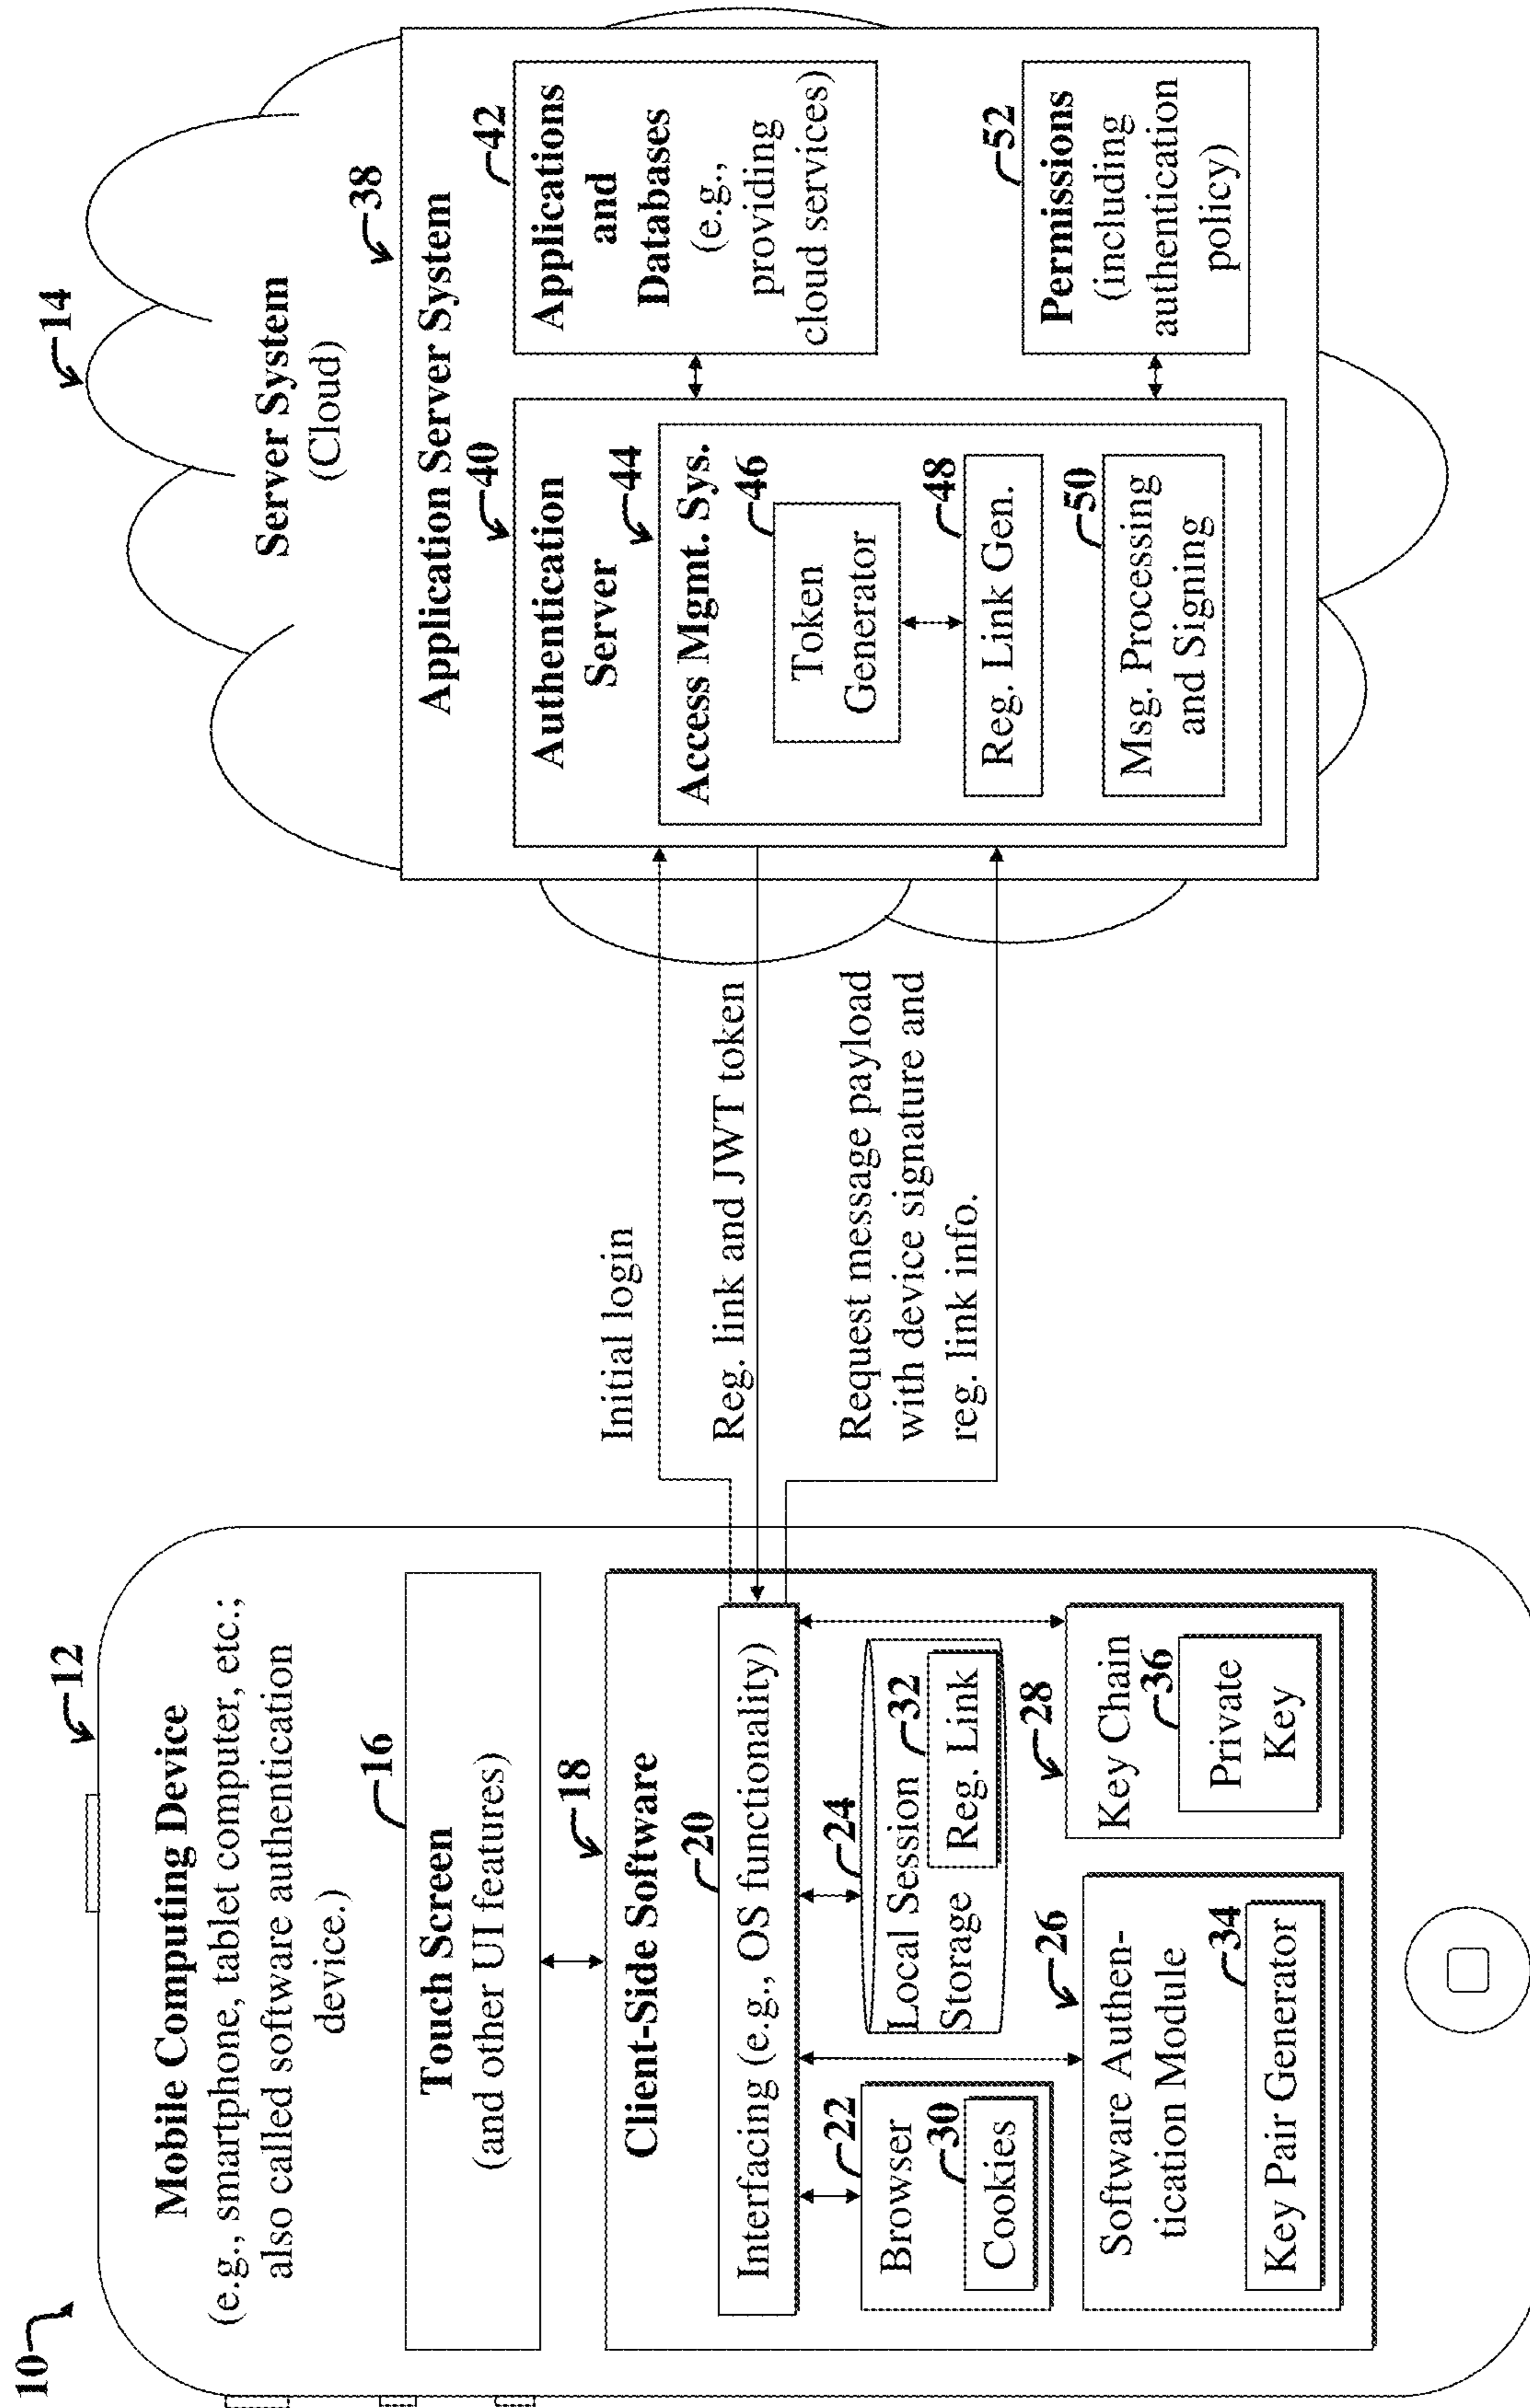 10
12
Mobile Computing Device
(e.g., smartphone, tablet computer, etc.;
also called software authentication
device.)
16
Touch Screen
(and other UI features)
18
Client-Side Software
20
Interfacing (e.g., OS functionality)
22
Browser
30
Cookies
24
Local Session
Storage
32
Reg. Link
26
Software Authen-
tication Module
34
Key Pair Generator
28
Key Chain
36
Private
Key
Initial login
Reg. link and JWT token
Request message payload
with device signature and
reg. link info.
14
Server System
(Cloud)
38
Application Server System
40
Authentication
Server
44
Access Mgmt. Sys.
46
Token
Generator
48
Reg. Link Gen.
50
Msg. Processing
and Signing
42
Applications
and
Databases
(e.g.,
providing
cloud services)
52
Permissions
(including
authentication
policy)